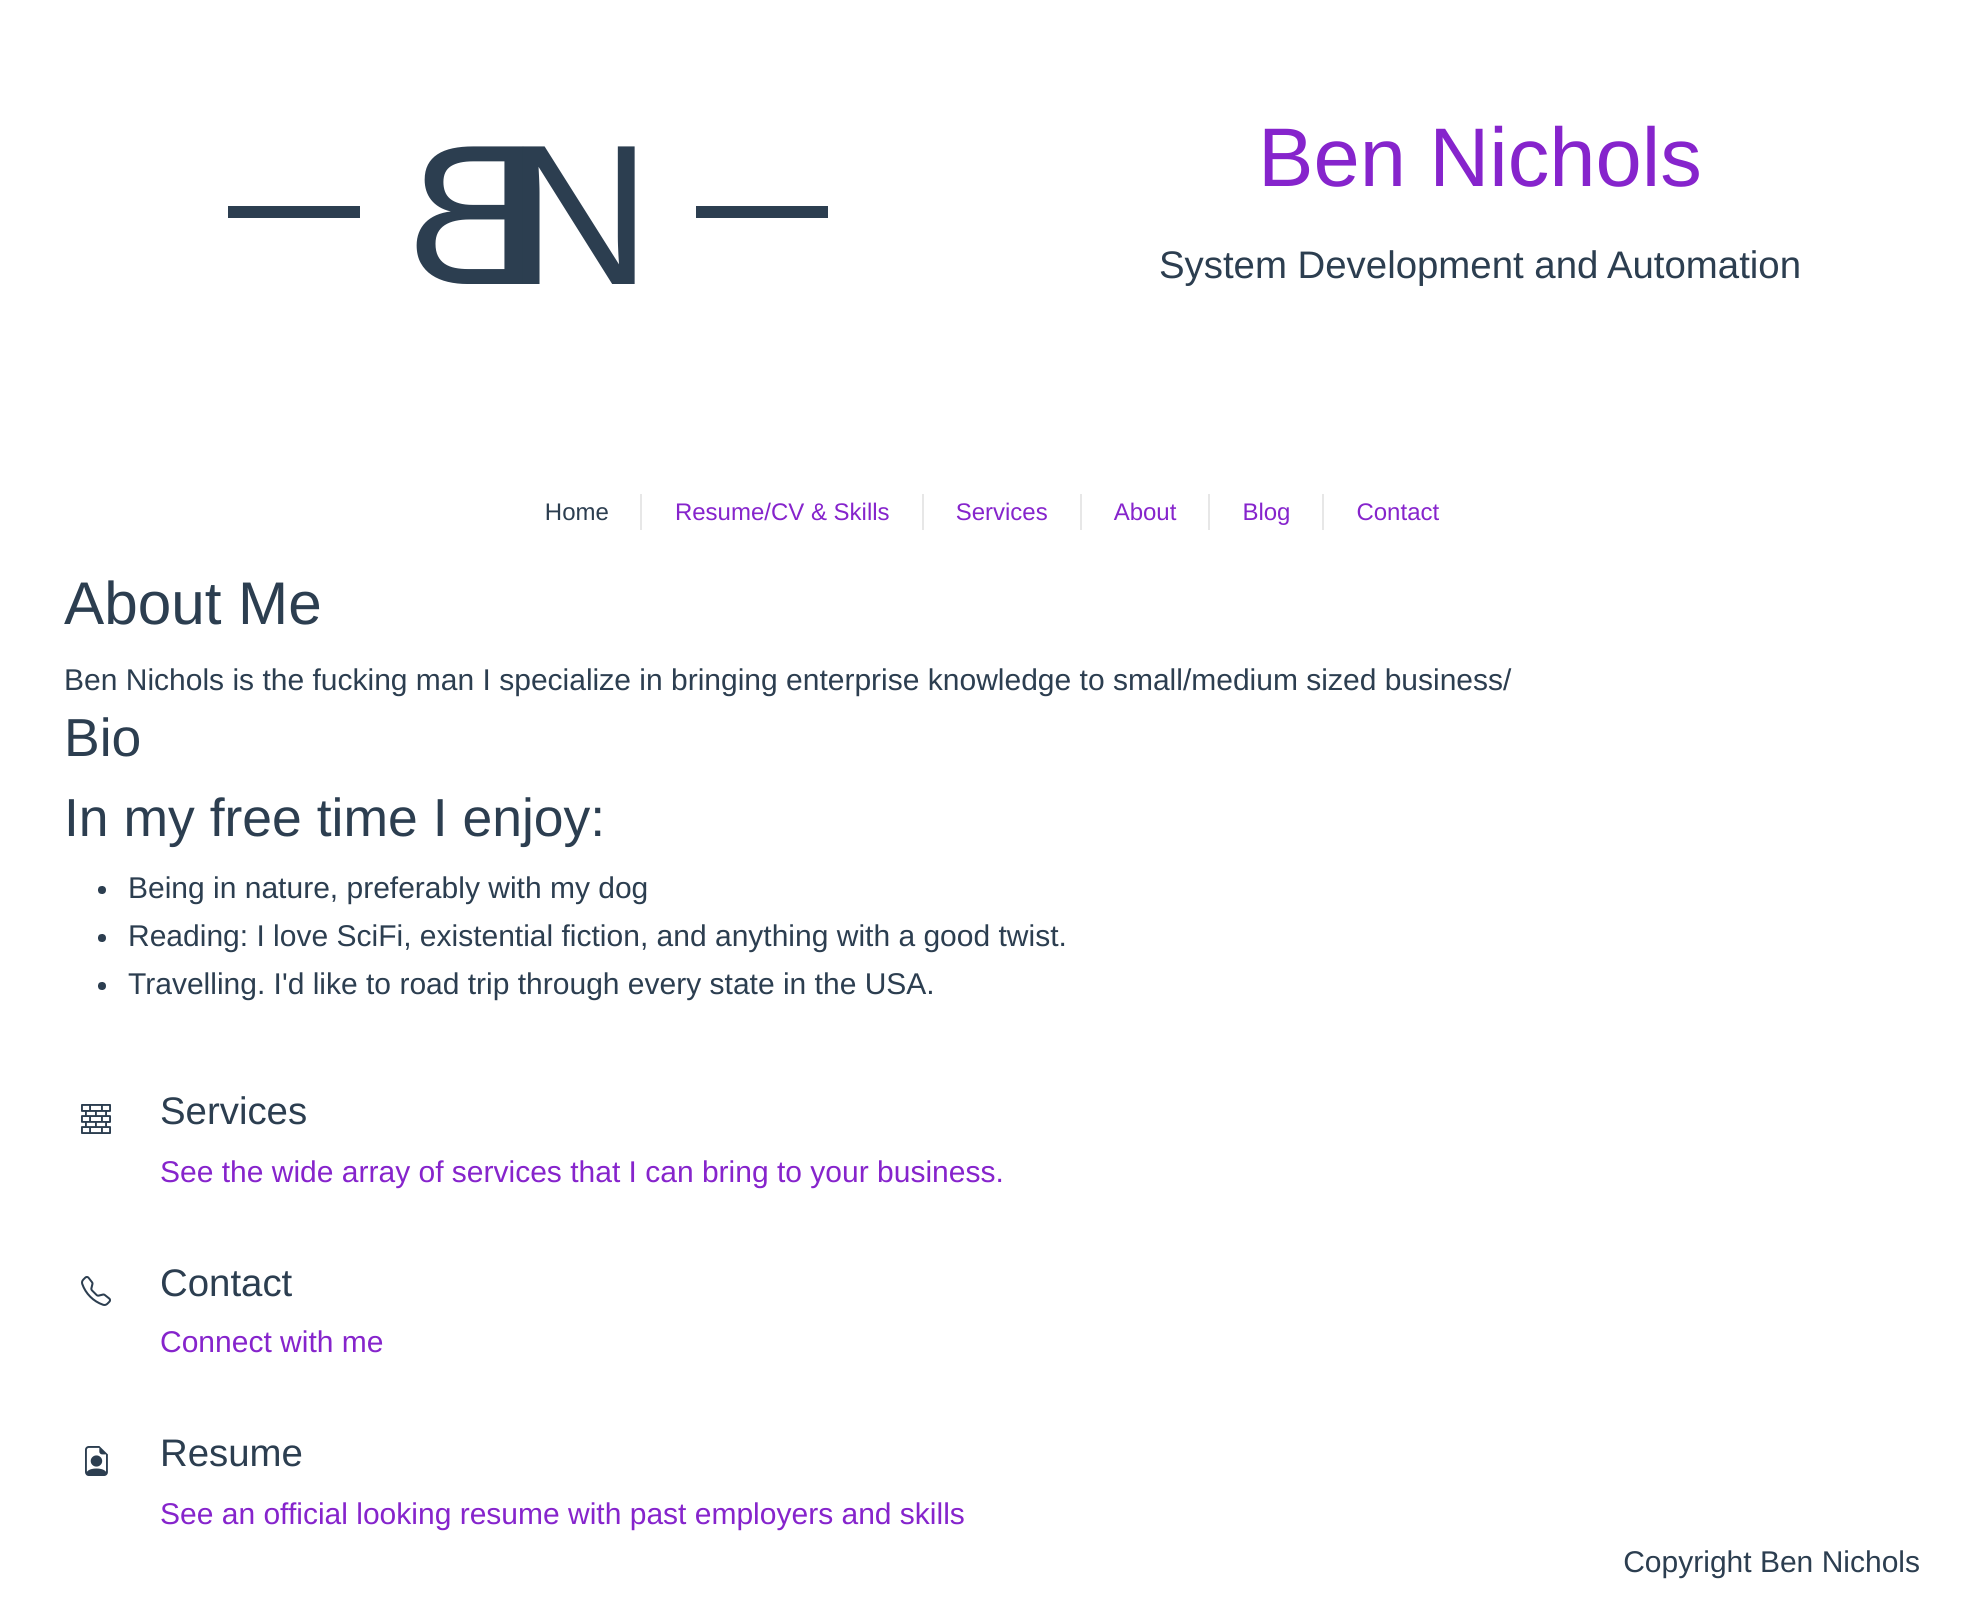 BN
Ben Nichols
System Development and Automation
Home
Resume/CV & Skills
Services
About
Blog
Contact
About Me
Ben Nichols is the fucking man I specialize in bringing enterprise knowledge to small/medium sized business/
Bio
In my free time I enjoy:
Being in nature, preferably with my dog
Reading: I love SciFi, existential fiction, and anything with a good twist.
Travelling. I'd like to road trip through every state in the USA.
Services
See the wide array of services that I can bring to your business.
Contact
Connect with me
Resume
See an official looking resume with past employers and skills
Copyright Ben Nichols